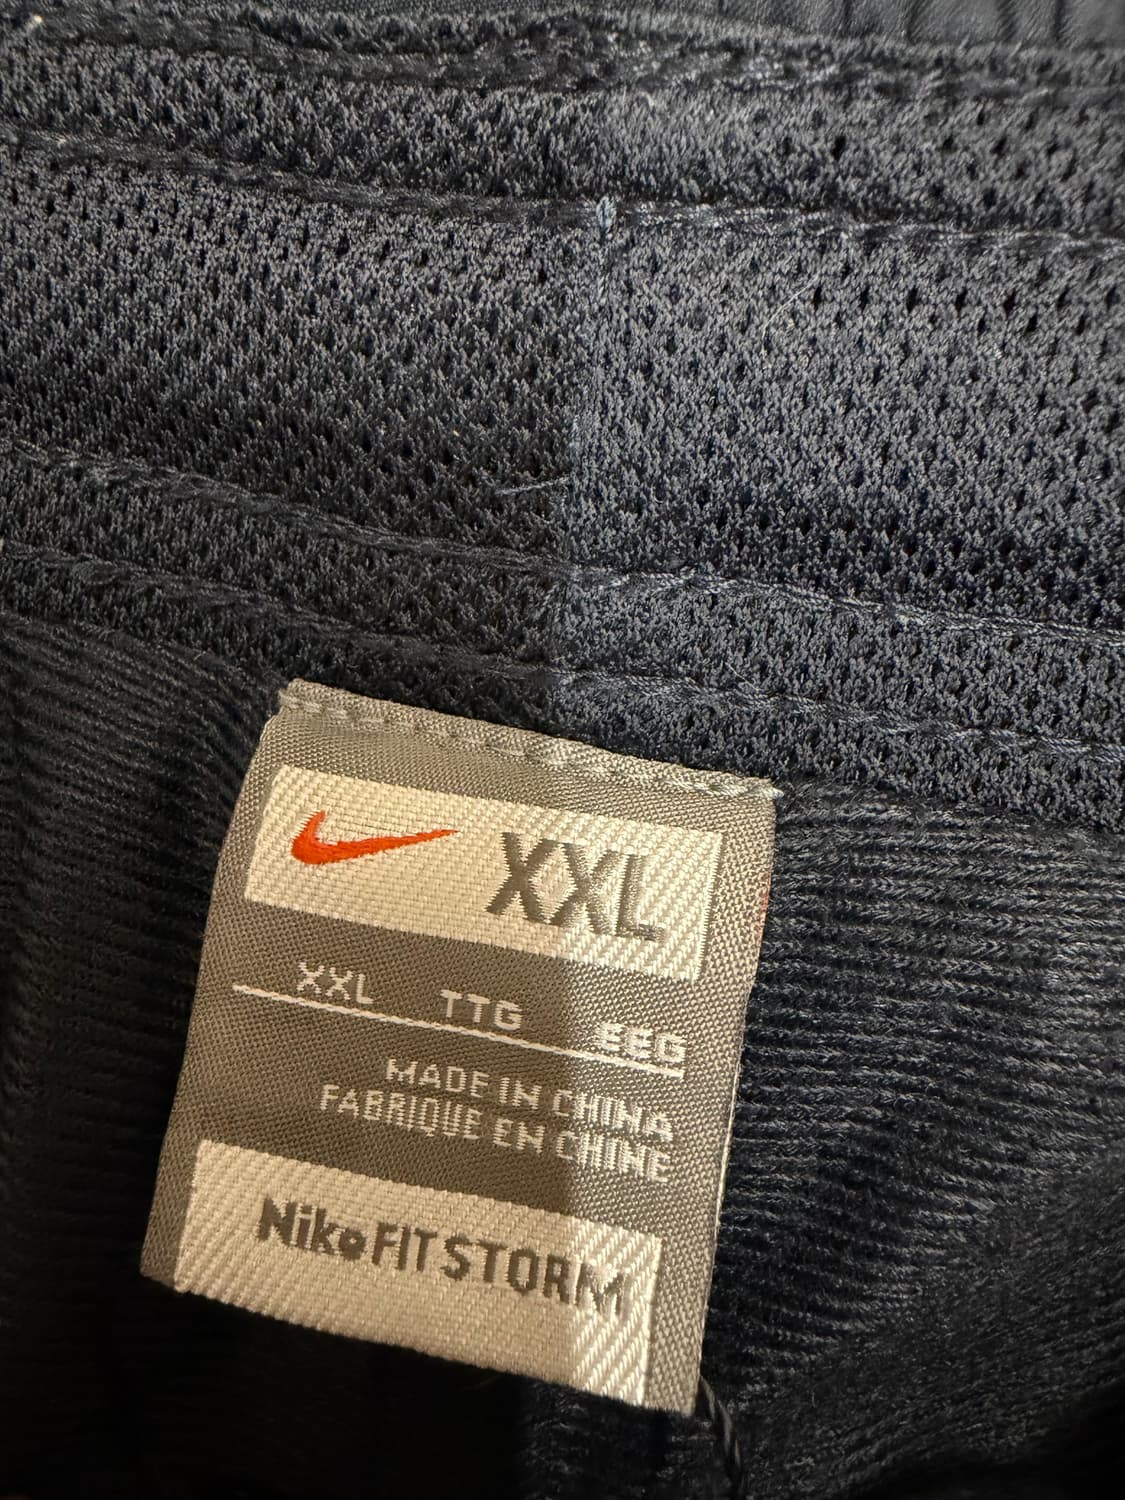 XXL
XXL TTG EEG
MADE IN CHINA
FABRIQUE EN CHINE
Nike FIT STORM